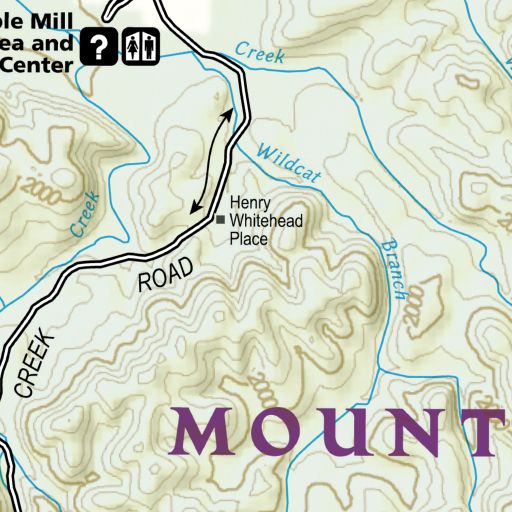 ble Mill
ea and
Center
?
Creek
Wildcat
Branch
Creek
2000
Henry
Whitehead
Place
ROAD
CREEK
2000
2000
MOUNT